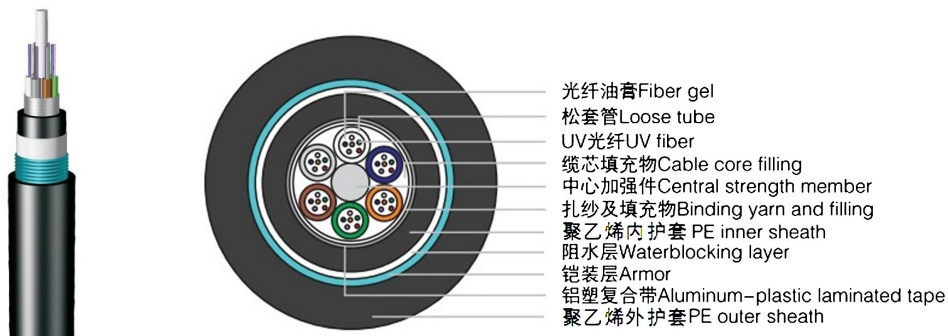 光纤油膏Fiber gel
松套管Loose tube
UV光纤UV fiber
缆芯填充物Cable core filling
中心加强件Central strength member
扎纱及填充物Binding yarn and filling
聚乙烯内护套 PE inner sheath
阻水层Waterblocking layer
铠装层Armor
铝塑复合带Aluminum-plastic laminated tape
聚乙烯外护套PE outer sheath